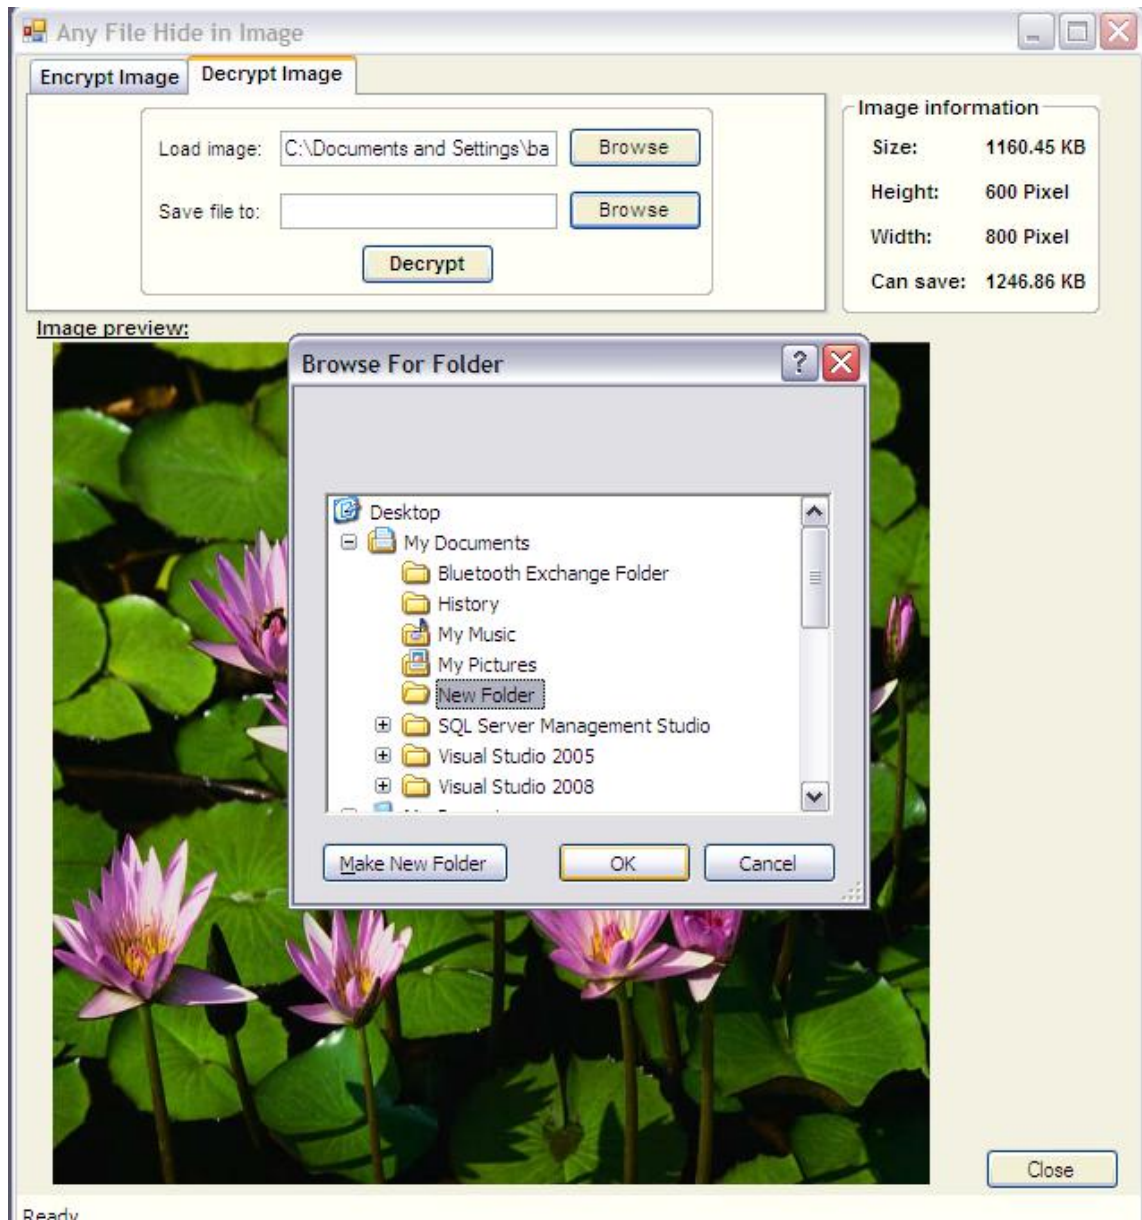 Any File Hide in Image
Encrypt Image
Decrypt Image
Load image: C:\Documents and Settings\ba Browse
Save file to: Browse
Decrypt
Image information
Size: 1160.45 KB
Height: 600 Pixel
Width: 800 Pixel
Can save: 1246.86 KB
Image preview:
Browse For Folder
Desktop
My Documents
Bluetooth Exchange Folder
History
My Music
My Pictures
New Folder
SQL Server Management Studio
Visual Studio 2005
Visual Studio 2008
Make New Folder OK Cancel
Close
Ready